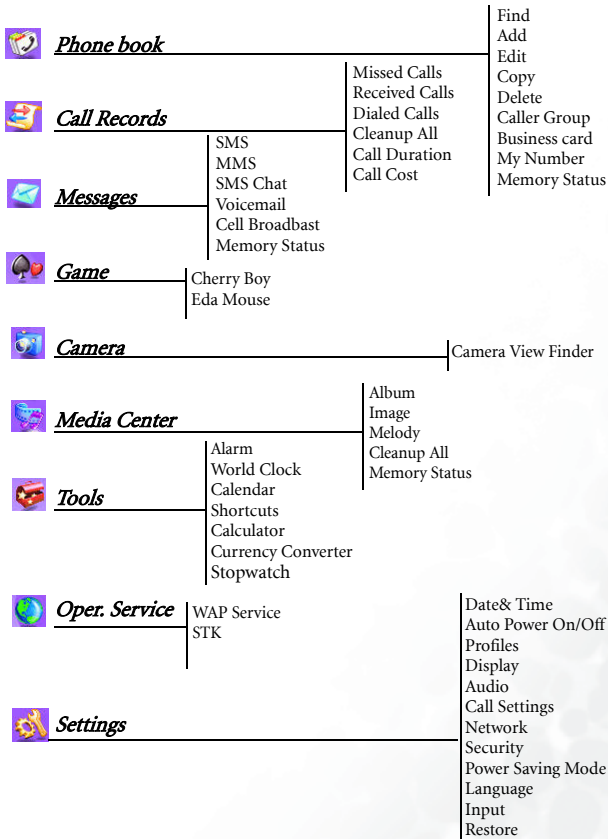 Phone book
Find
Add
Edit
Copy
Delete
Caller Group
Business card
My Number
Memory Status
Call Records
Missed Calls
Received Calls
Dialed Calls
Cleanup All
Call Duration
Call Cost
Messages
SMS
MMS
SMS Chat
Voicemail
Cell Broadbast
Memory Status
Game
Cherry Boy
Eda Mouse
Camera
Camera View Finder
Media Center
Album
Image
Melody
Cleanup All
Memory Status
Tools
Alarm
World Clock
Calendar
Shortcuts
Calculator
Currency Converter
Stopwatch
Oper. Service
WAP Service
STK
Settings
Date& Time
Auto Power On/Off
Profiles
Display
Audio
Call Settings
Network
Security
Power Saving Mode
Language
Input
Restore